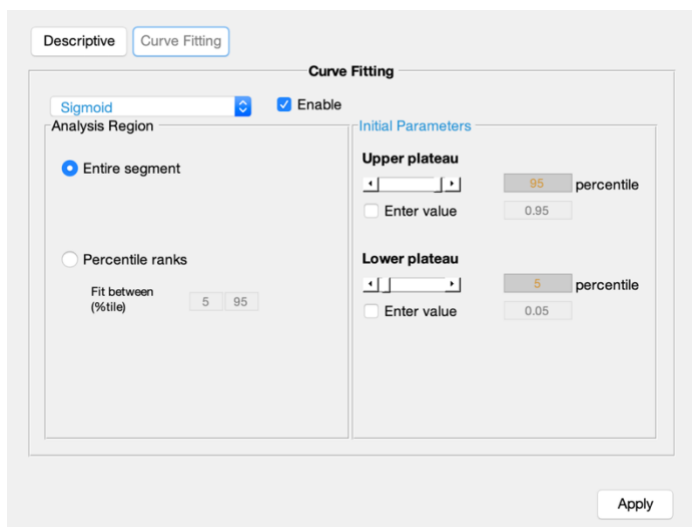 Descriptive
Curve Fitting
Curve Fitting
Sigmoid
Enable
Analysis Region
Initial Parameters
Entire segment
Upper plateau
95 percentile
Enter value 0.95
Percentile ranks
Fit between
(%tile)
5 95
Lower plateau
5 percentile
Enter value 0.05
Apply